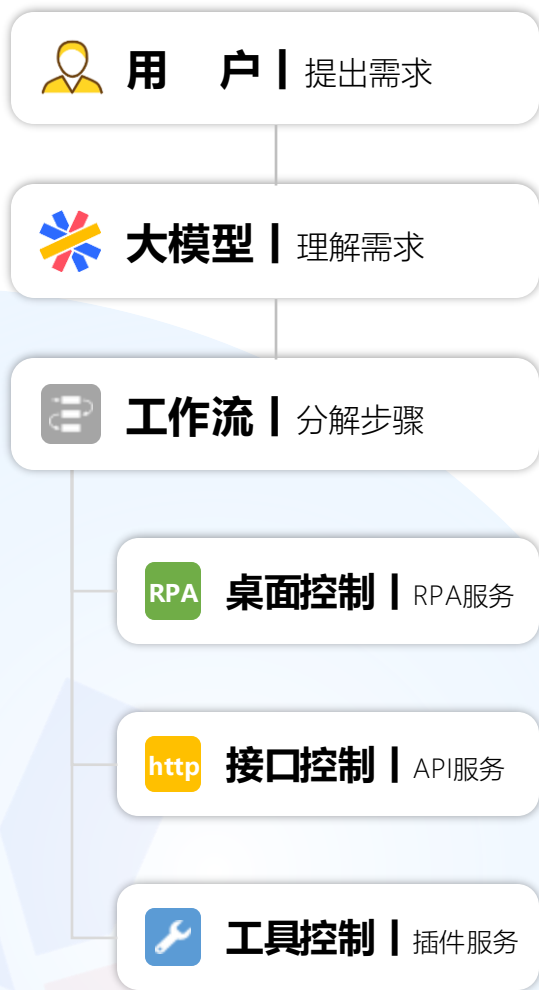 用 户 | 提出需求
大模型 | 理解需求
工作流 | 分解步骤
RPA 桌面控制 | RPA服务
http 接口控制 | API服务
工具控制 | 插件服务